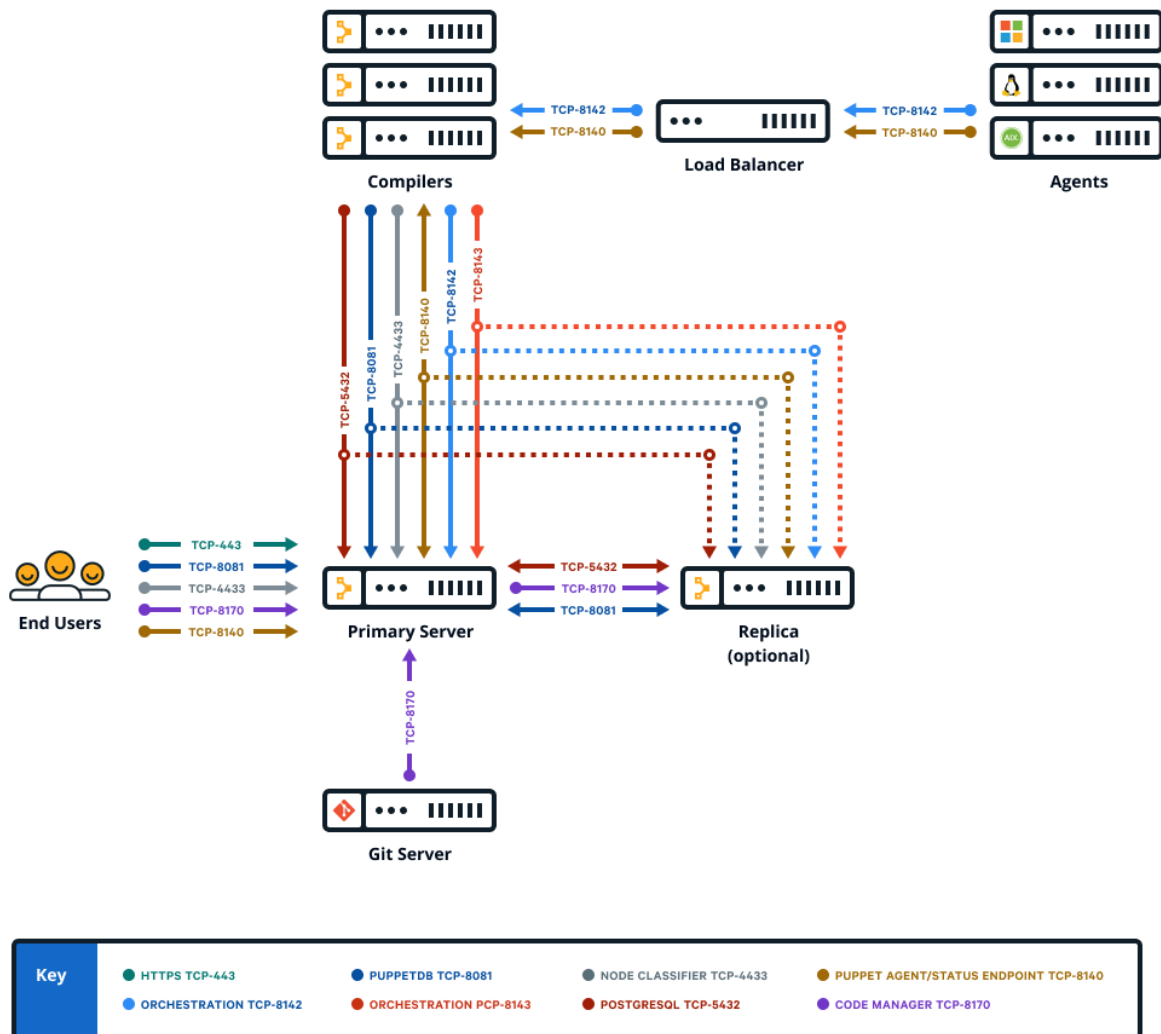 TCP-8142
TCP-8140
TCP-8142
TCP-8140
AIX
Compilers
Load Balancer
Agents
TCP-5432
TCP-8081
TCP-4433
TCP-8140
TCP-8142
TCP-8143
TCP-443
TCP-8081
TCP-4433
TCP-8170
TCP-8140
End Users
TCP-5432
TCP-8170
TCP-8081
Primary Server
Replica
(optional)
TCP-8170
Git Server
Key
HTTPS TCP-443
PUPPETDB TCP-8081
NODE CLASSIFIER TCP-4433
PUPPET AGENT/STATUS ENDPOINT TCP-8140
ORCHESTRATION TCP-8142
ORCHESTRATION PCP-8143
POSTGRESQL TCP-5432
CODE MANAGER TCP-8170